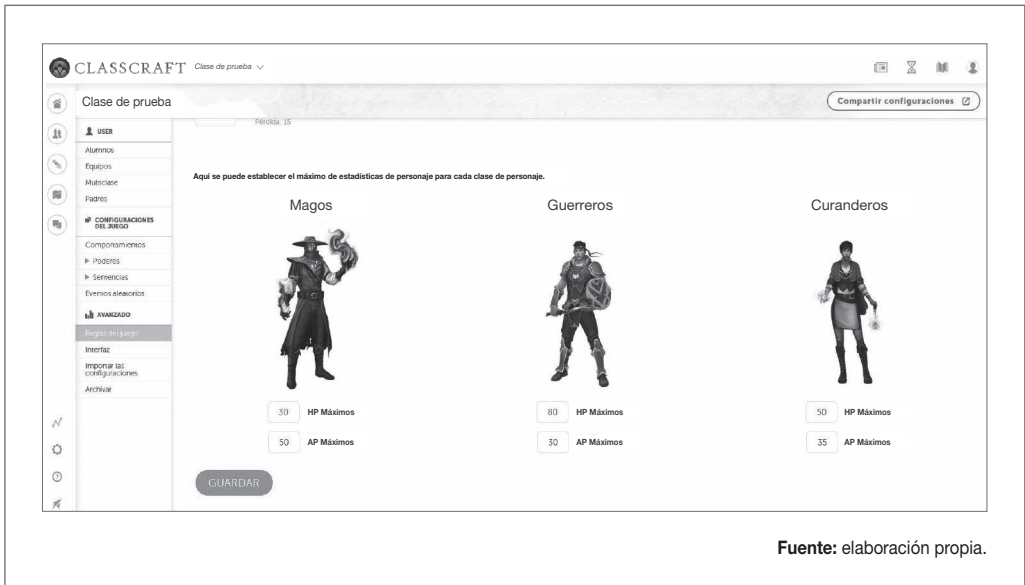 CLASSCRAFT Clase de prueba
Clase de prueba
Compartir configuraciones
Pérdida: 15
USER
Alumnos
Equipos
Multiclase
Padres
CONFIGURACIONES
DEL JUEGO
Comportamientos
Poderes
Sentencias
Eventos aleatorios
AVANZADO
Reglas del juego
Interfaz
Importar las
configuraciones
Archivar
Aquí se puede establecer el máximo de estadísticas de personaje para cada clase de personaje.
Magos
Guerreros
Curanderos
30 HP Máximos
80 HP Máximos
50 HP Máximos
50 AP Máximos
30 AP Máximos
35 AP Máximos
GUARDAR
Fuente: elaboración propia.